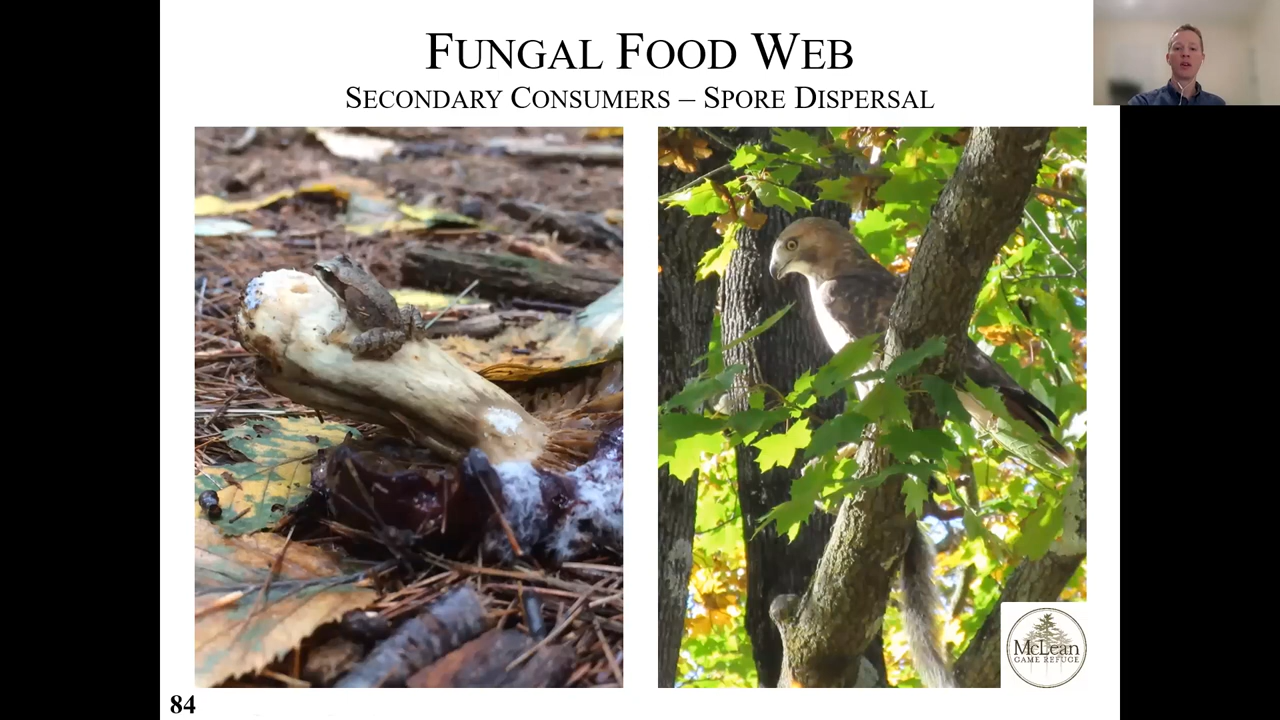 FUNGAL FOOD WEB
SECONDARY CONSUMERS – SPORE DISPERSAL
McLean
GAME REFUGE
84